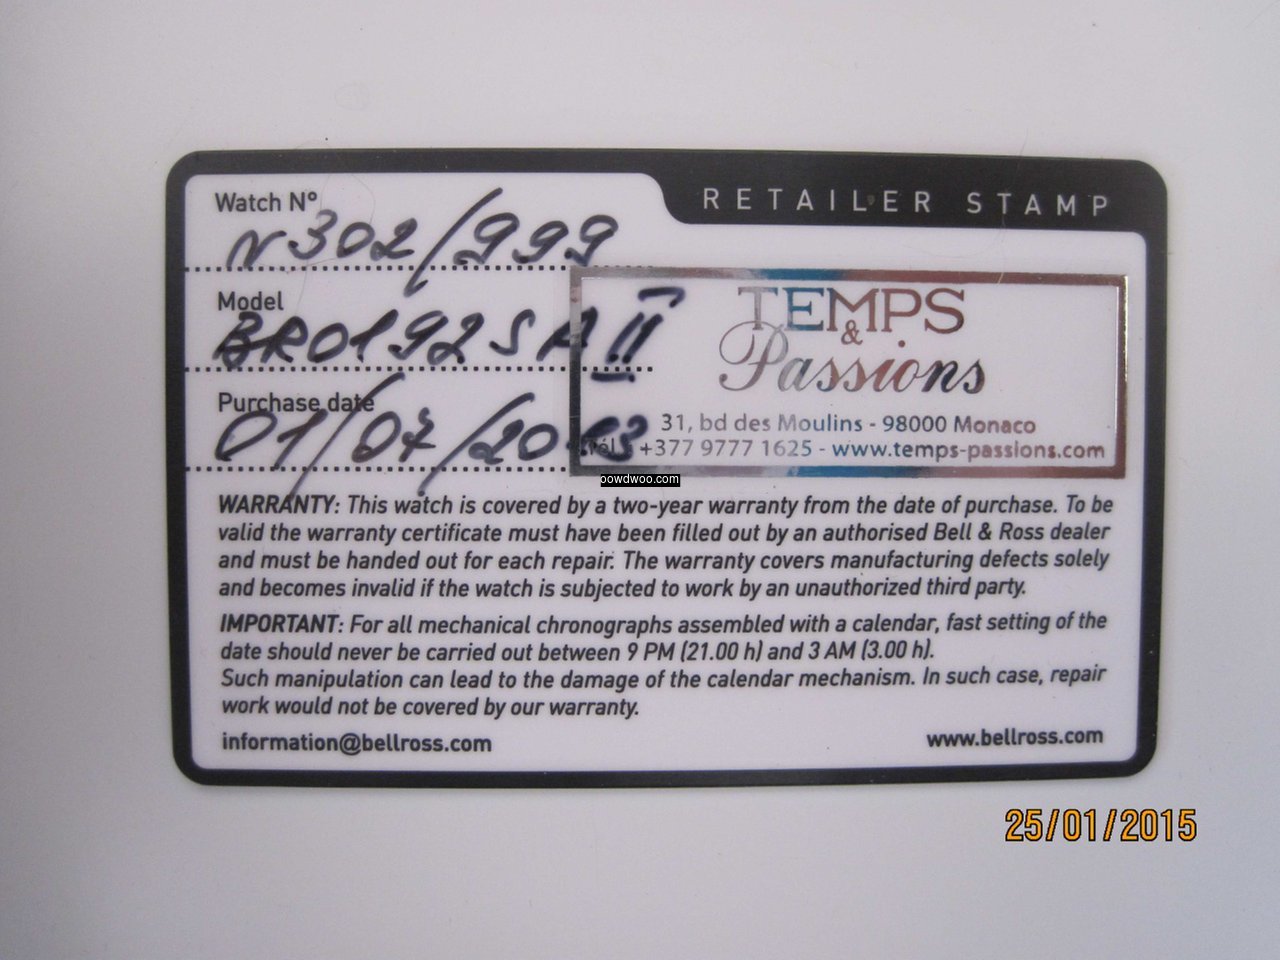 RETAILER STAMP
Watch N°
N 302/999
Model
BR0192SAII
Purchase date
01/07/2013
TEMPS
&
Passions
31, bd des Moulins - 98000 Monaco
+377 9777 1625 - www.temps-passions.com
oowdwoo.com
WARRANTY: This watch is covered by a two-year warranty from the date of purchase. To be
valid the warranty certificate must have been filled out by an authorised Bell & Ross dealer
and must be handed out for each repair. The warranty covers manufacturing defects solely
and becomes invalid if the watch is subjected to work by an unauthorized third party.
IMPORTANT: For all mechanical chronographs assembled with a calendar, fast setting of the
date should never be carried out between 9 PM (21.00 h) and 3 AM (3.00 h).
Such manipulation can lead to the damage of the calendar mechanism. In such case, repair
work would not be covered by our warranty.
information@bellross.com
www.bellross.com
25/01/2015